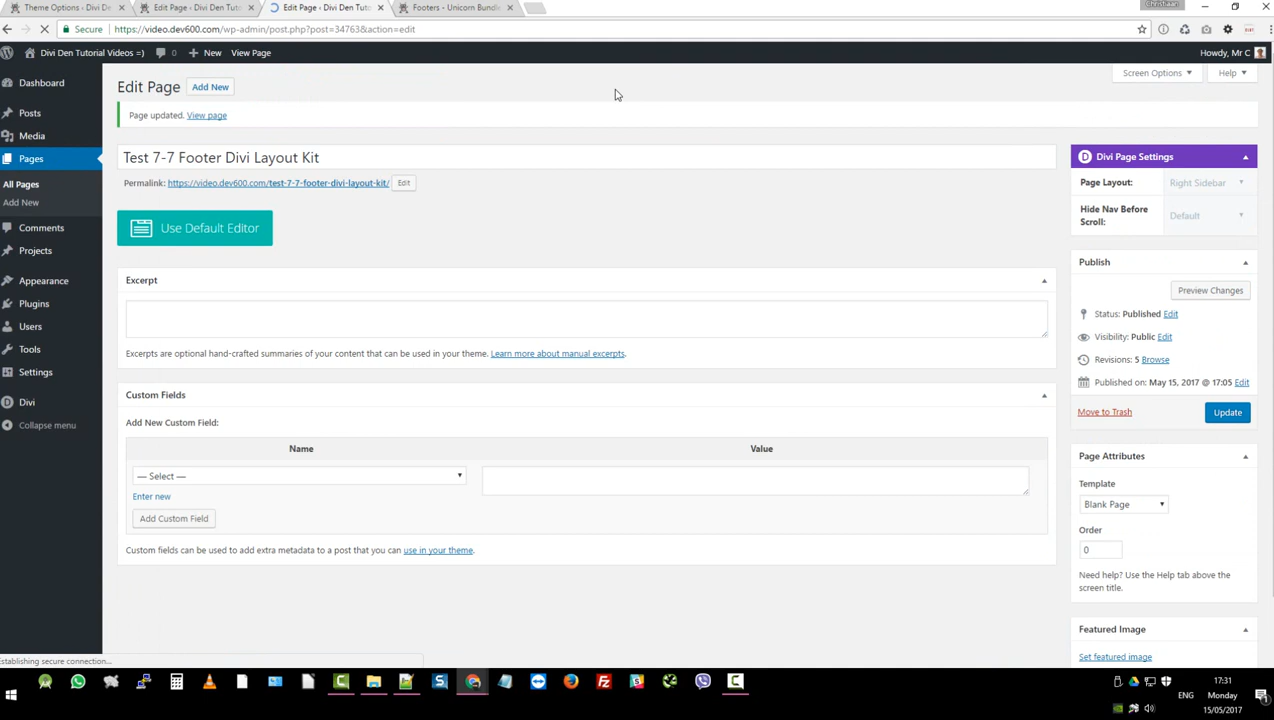 Christiaan
Theme Options ‹ Divi De
Edit Page ‹ Divi Den Tuto
Edit Page ‹ Divi Den Tuto
Footers - Unicorn Bundle
Secure
https://video.dev600.com/wp-admin/post.php?post=34763&action=edit
Divi Den Tutorial Videos =)
0
New
View Page
Howdy, Mr C
Dashboard
Posts
Media
Pages
All Pages
Add New
Comments
Projects
Appearance
Plugins
Users
Tools
Settings
Divi
Collapse menu
Screen Options
Help
Edit Page
Add New
Page updated. View page
Test 7-7 Footer Divi Layout Kit
Permalink: https://video.dev600.com/test-7-7-footer-divi-layout-kit/
Edit
Use Default Editor
Excerpt
Excerpts are optional hand-crafted summaries of your content that can be used in your theme. Learn more about manual excerpts.
Custom Fields
Add New Custom Field:
Name
Value
— Select —
Enter new
Add Custom Field
Custom fields can be used to add extra metadata to a post that you can use in your theme.
Divi Page Settings
Page Layout:
Right Sidebar
Hide Nav Before
Scroll:
Default
Publish
Preview Changes
Status: Published Edit
Visibility: Public Edit
Revisions: 5 Browse
Published on: May 15, 2017 @ 17:05 Edit
Move to Trash
Update
Page Attributes
Template
Blank Page
Order
0
Need help? Use the Help tab above the
screen title.
Featured Image
Set featured image
Establishing secure connection...
ENG
17:31
Monday
15/05/2017